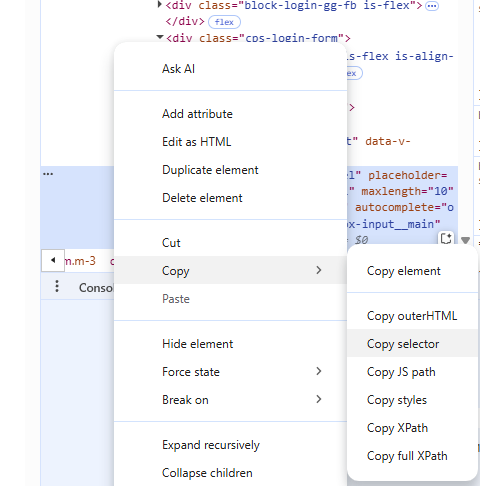 <div class="block-login-gg-fb is-flex">
</div> flex
<div class="cps-login-form">
is-flex is-align-
Ask AI
Add attribute
Edit as HTML
t" data-v-
Duplicate element
el" placeholder=
" maxlength="10"
Delete element
autocomplete="o
ox-input__main"
$0
Cut
m.m-3
Copy
Copy element
Paste
Conso
Copy outerHTML
Hide element
Copy selector
Force state
Copy JS path
Break on
Copy styles
Copy XPath
Expand recursively
Copy full XPath
Collapse children